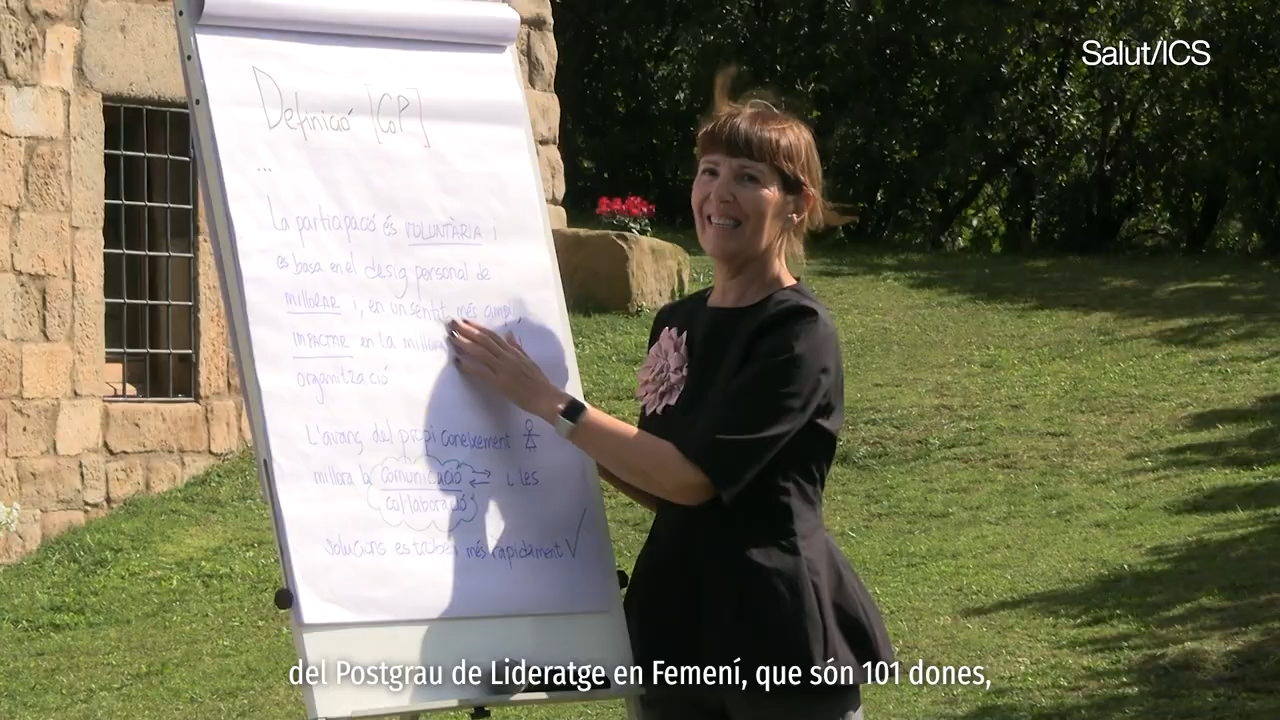 Salut/ICS
Definició [CoP]
...
La participació és VOLUNTÀRIA i
es basa en el desig personal de
MILLORAR i, en un sentit més ampli,
IMPACTAR en la millora
organització
L'avanç del propi coneixement
millora la comunicació i les
col·laboració
solucions es troben més ràpidament
del Postgrau de Lideratge en Femení, que són 101 dones,